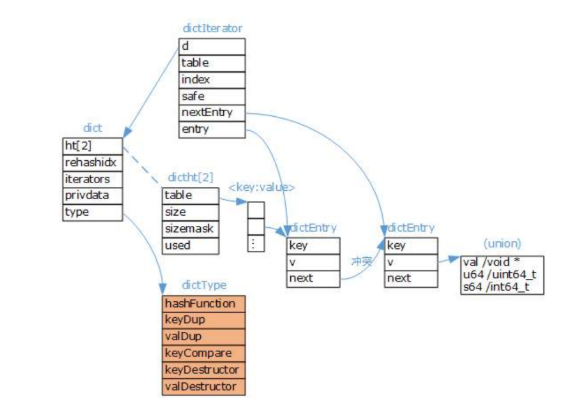 dictIterator
d
table
index
safe
nextEntry
entry
dict
ht[2]
rehashidx
iterators
privdata
type
dictht[2]
table
size
sizemask
used
<key:value>
⋮
dictEntry
key
v
next
冲突
dictEntry
key
v
next
(union)
val /void *
u64 /uint64_t
s64 /int64_t
dictType
hashFunction
keyDup
valDup
keyCompare
keyDestructor
valDestructor